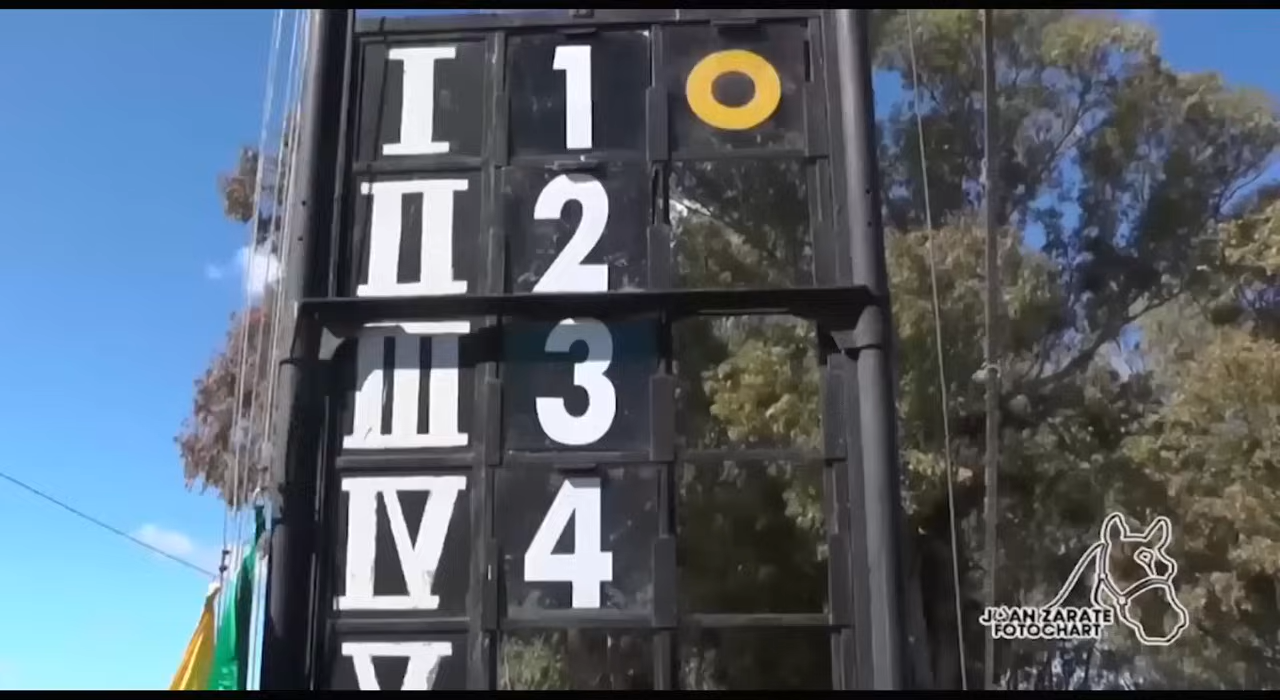 I 1 O
II 2
III 3
IV 4
V
JUAN ZARATE
FOTOCHART